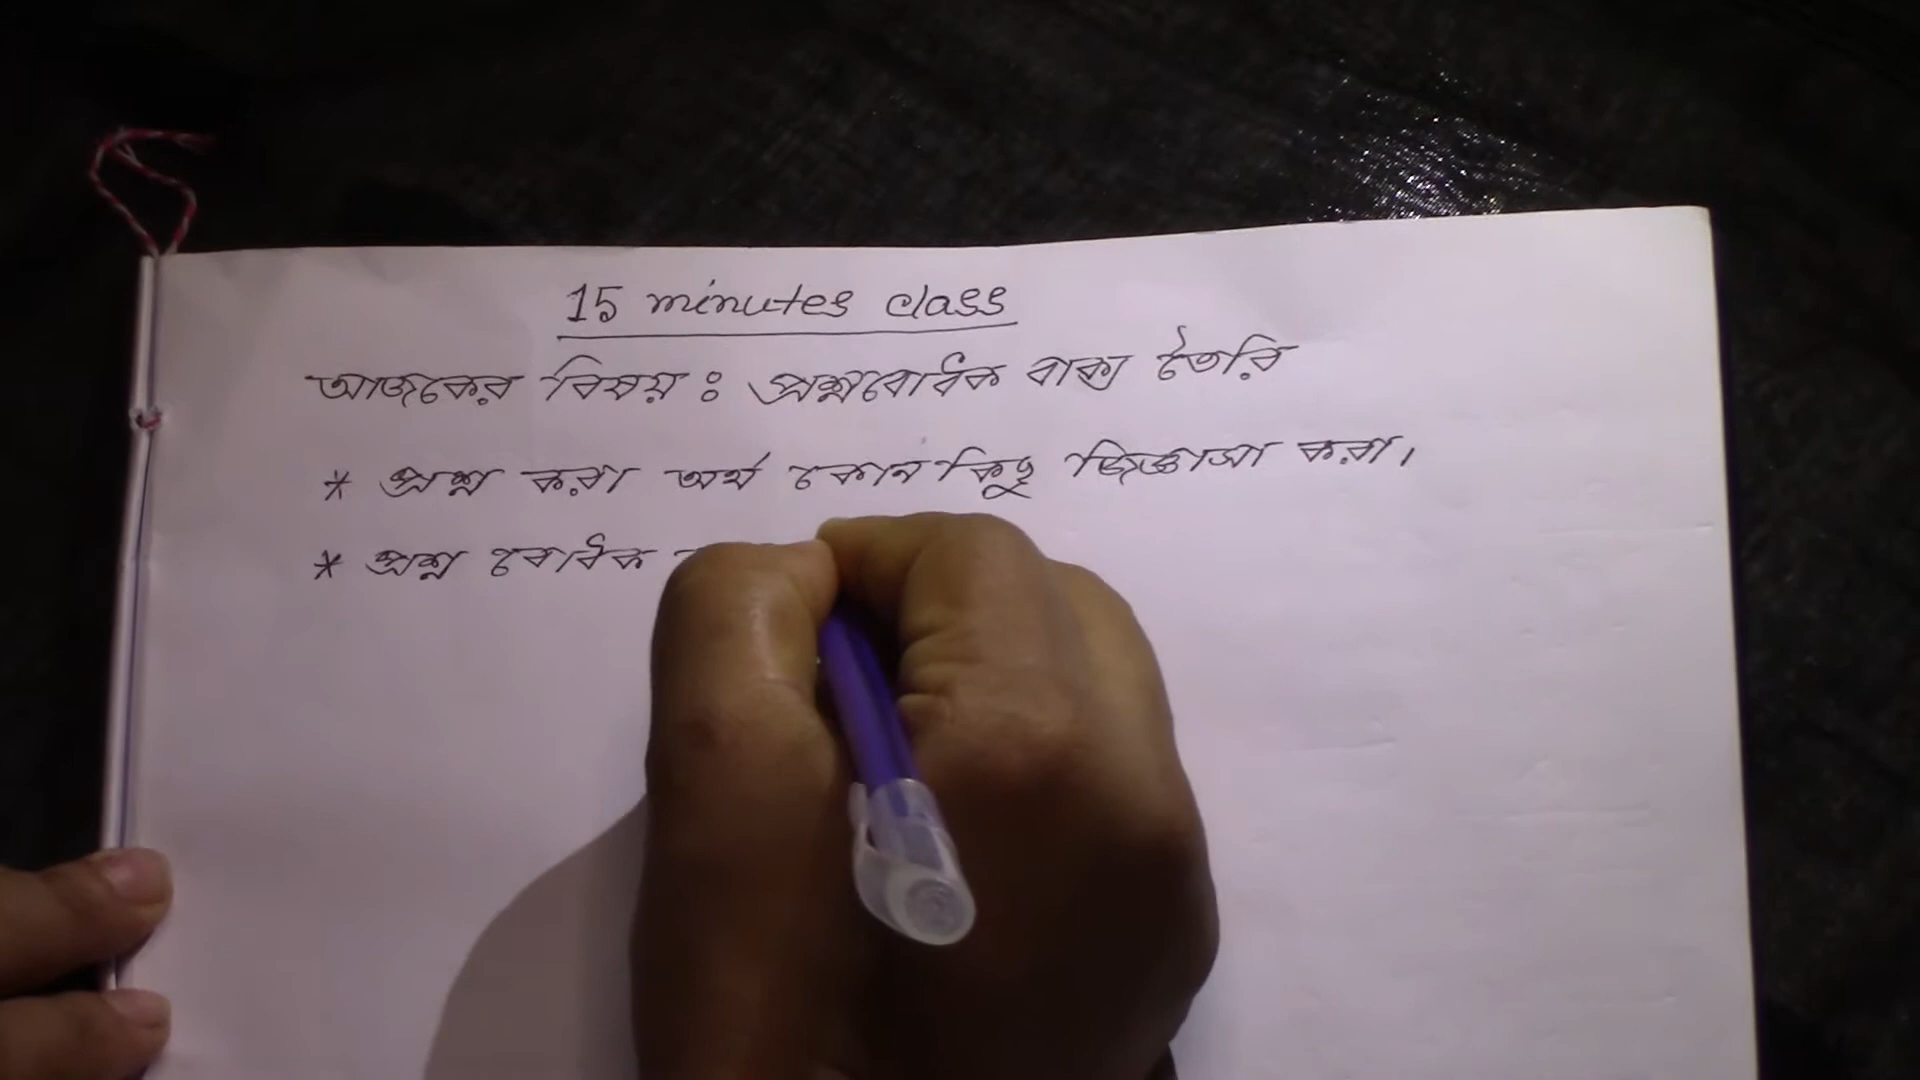 15 minutes class
আজকের বিষয় : প্রশ্নবোধক বাক্য তৈরি
* প্রশ্ন করা অর্থ কোন কিছু জিজ্ঞাসা করা।
* প্রশ্ন বোধক